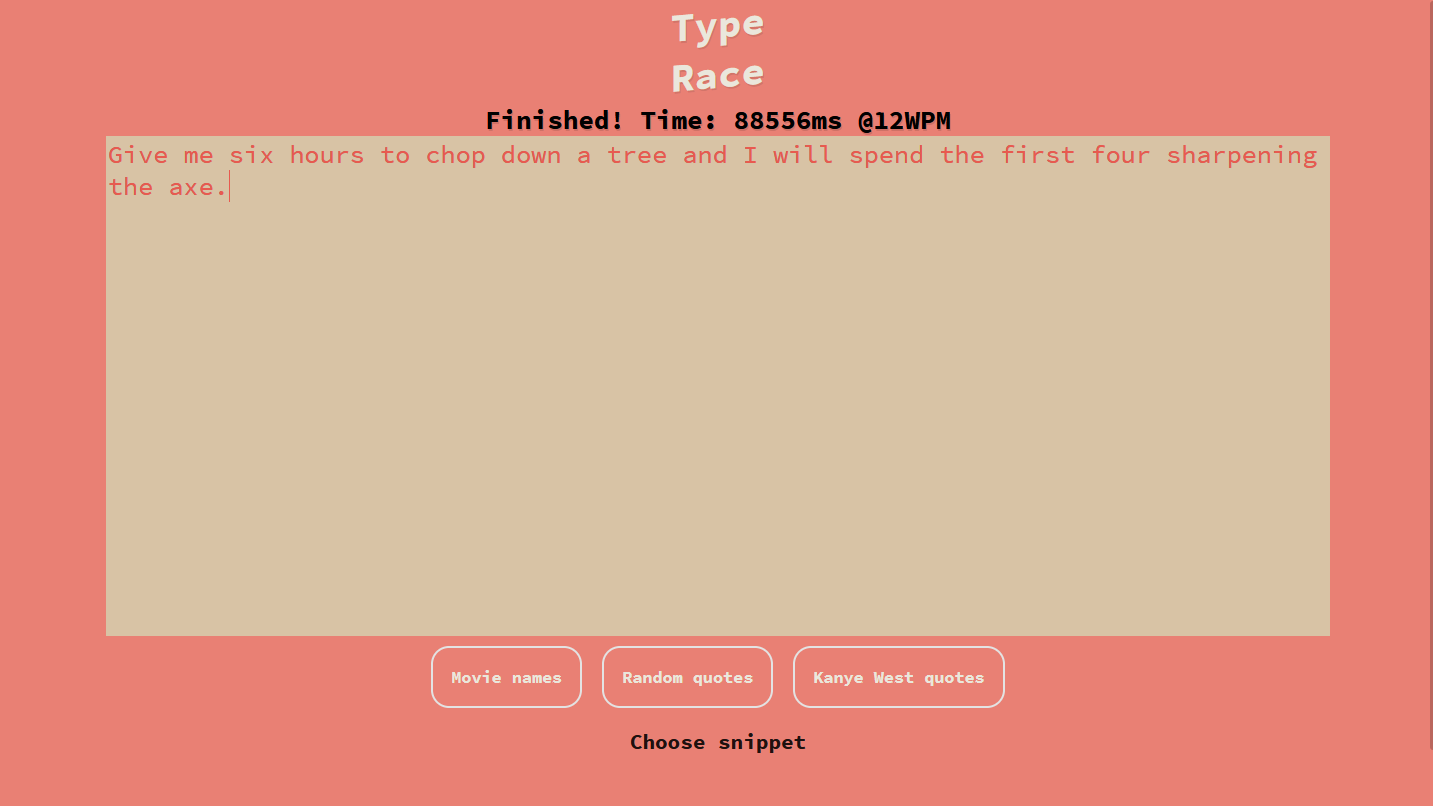 Type
Race
Finished! Time: 88556ms @12WPM
Give me six hours to chop down a tree and I will spend the first four sharpening
the axe.
Movie names
Random quotes
Kanye West quotes
Choose snippet